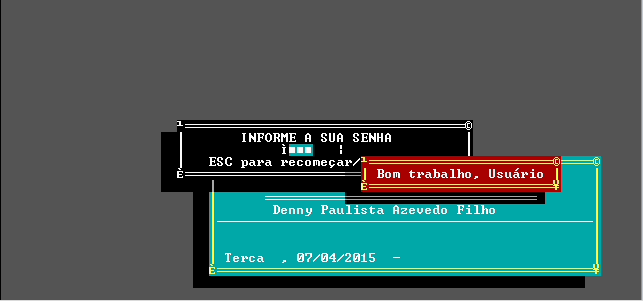 INFORME A SUA SENHA
ESC para recomeçar/
Bom trabalho, Usuário
Denny Paulista Azevedo Filho
Terca , 07/04/2015 -